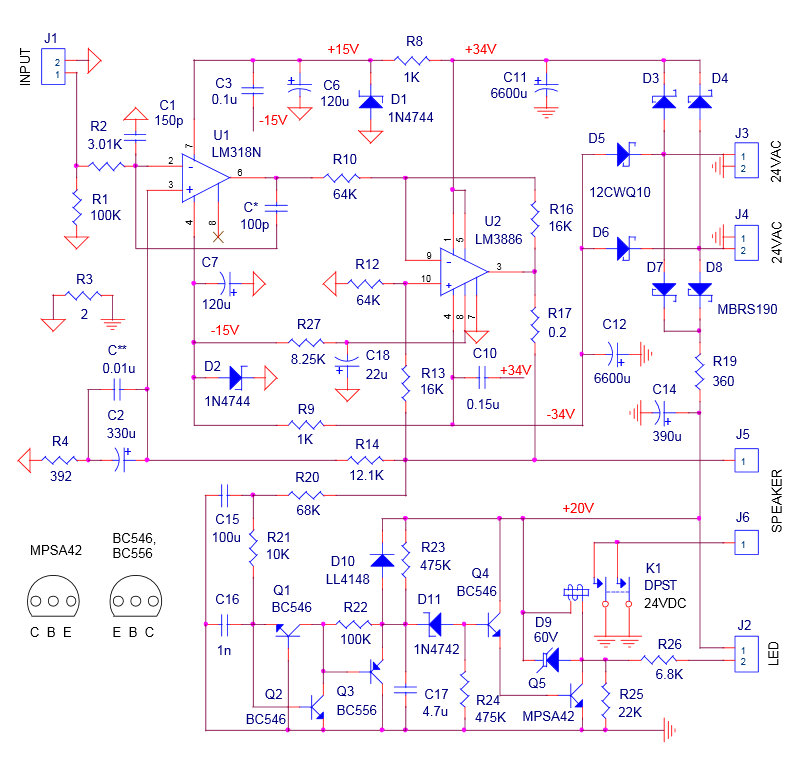 J1
INPUT
2
1
+15V
R8
1K
+34V
C3
0.1u
-15V
C6
120u
D1
1N4744
C11
6600u
D3
D4
C1
150p
R2
3.01K
U1
LM318N
7
2
3
6
4
8
R1
100K
R10
64K
C*
100p
D5
12CWQ10
J3
1
2
24VAC
R16
16K
U2
LM3886
1
5
9
10
3
4
8
7
D6
J4
1
2
24VAC
R3
2
C7
120u
R12
64K
D7
D8
MBRS190
R17
0.2
-15V
R27
8.25K
C18
22u
C12
6600u
C**
0.01u
D2
1N4744
R13
16K
C10
+34V
0.15u
R19
360
C2
330u
R9
1K
-34V
C14
390u
R4
392
R14
12.1K
J5
1
SPEAKER
R20
68K
C15
100u
+20V
J6
1
MPSA42
BC546,
BC556
R21
10K
D10
LL4148
R23
475K
Q4
BC546
K1
DPST
24VDC
C16
1n
Q1
BC546
R22
100K
D11
1N4742
D9
60V
J2
1
2
LED
C B E
E B C
Q2
BC546
Q3
BC556
C17
4.7u
R24
475K
Q5
MPSA42
R26
6.8K
R25
22K